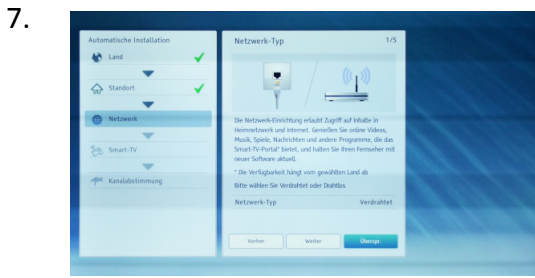 7.
Automatische Installation
Land
Standort
Netzwerk
Smart-TV
Kanalabstimmung
Netzwerk-Typ 1/5
Die Netzwerk-Einrichtung erlaubt Zugriff auf Inhalte in
Heimnetzwerk und Internet. Genießen Sie online Videos,
Musik, Spiele, Nachrichten und andere Programme, die das
Smart-TV-Portal* bietet, und halten Sie Ihren Fernseher mit
neuer Software aktuell.
* Die Verfügbarkeit hängt vom gewählten Land ab
Bitte wählen Sie Verdrahtet oder Drahtlos
Netzwerk-Typ Verdrahtet
Vorher Weiter Überspr.